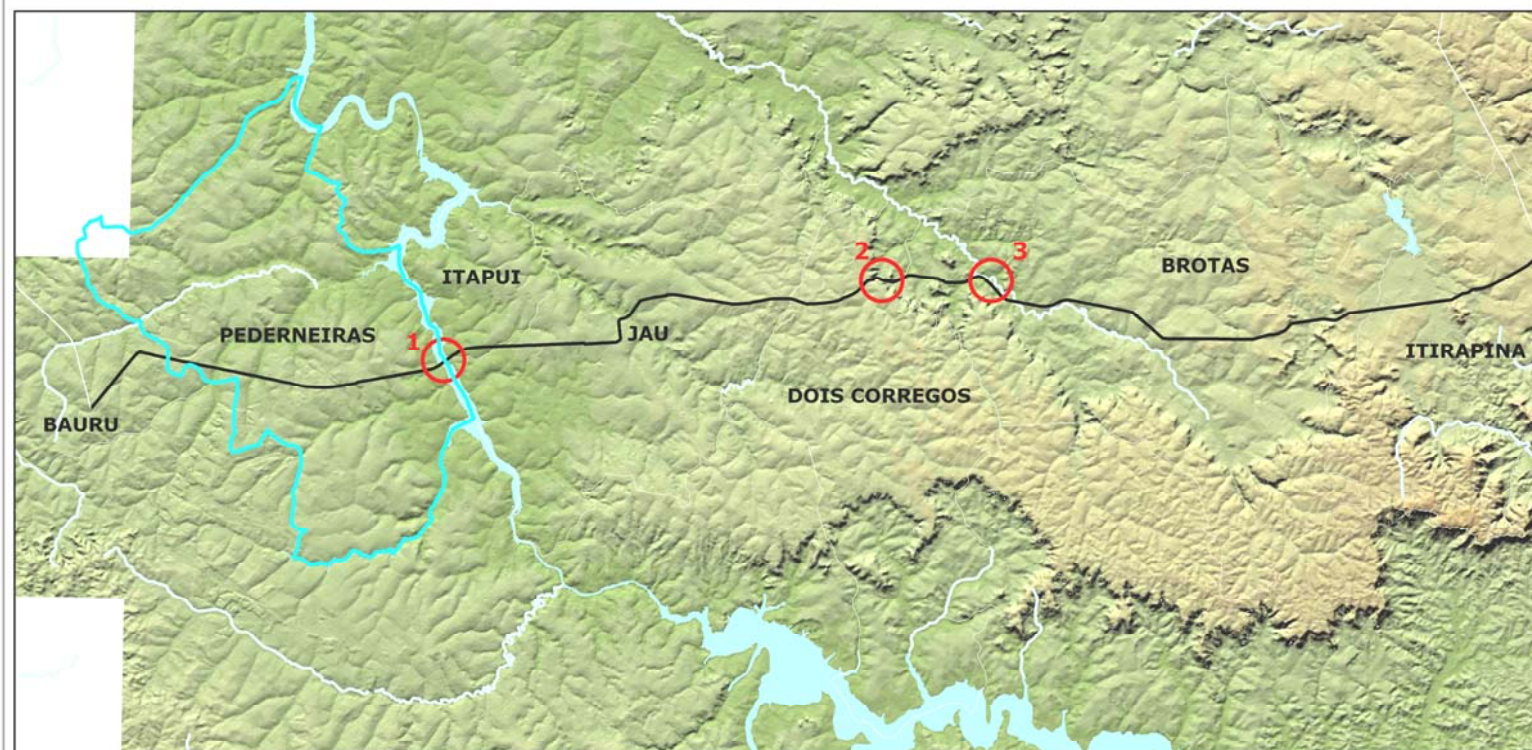 2
3
BROTAS
ITAPUI
PEDERNEIRAS
1
JAU
ITIRAPINA
DOIS CORREGOS
BAURU